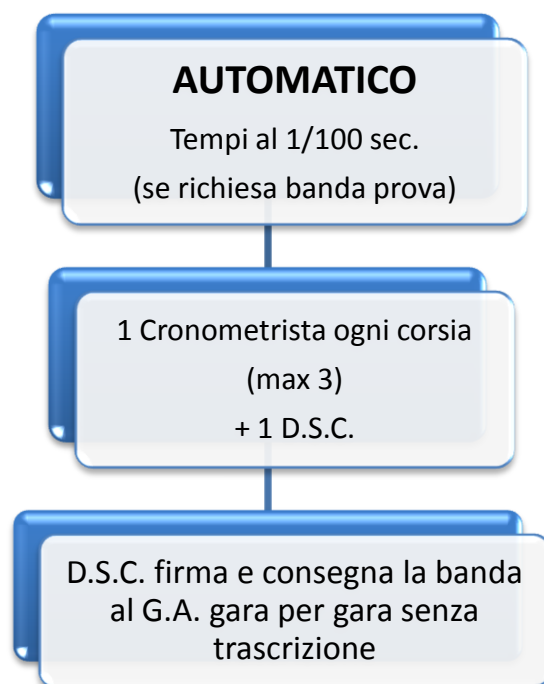 AUTOMATICO
Tempi al 1/100 sec.
(se richiesa banda prova)
1 Cronometrista ogni corsia
(max 3)
+ 1 D.S.C.
D.S.C. firma e consegna la banda
al G.A. gara per gara senza
trascrizione